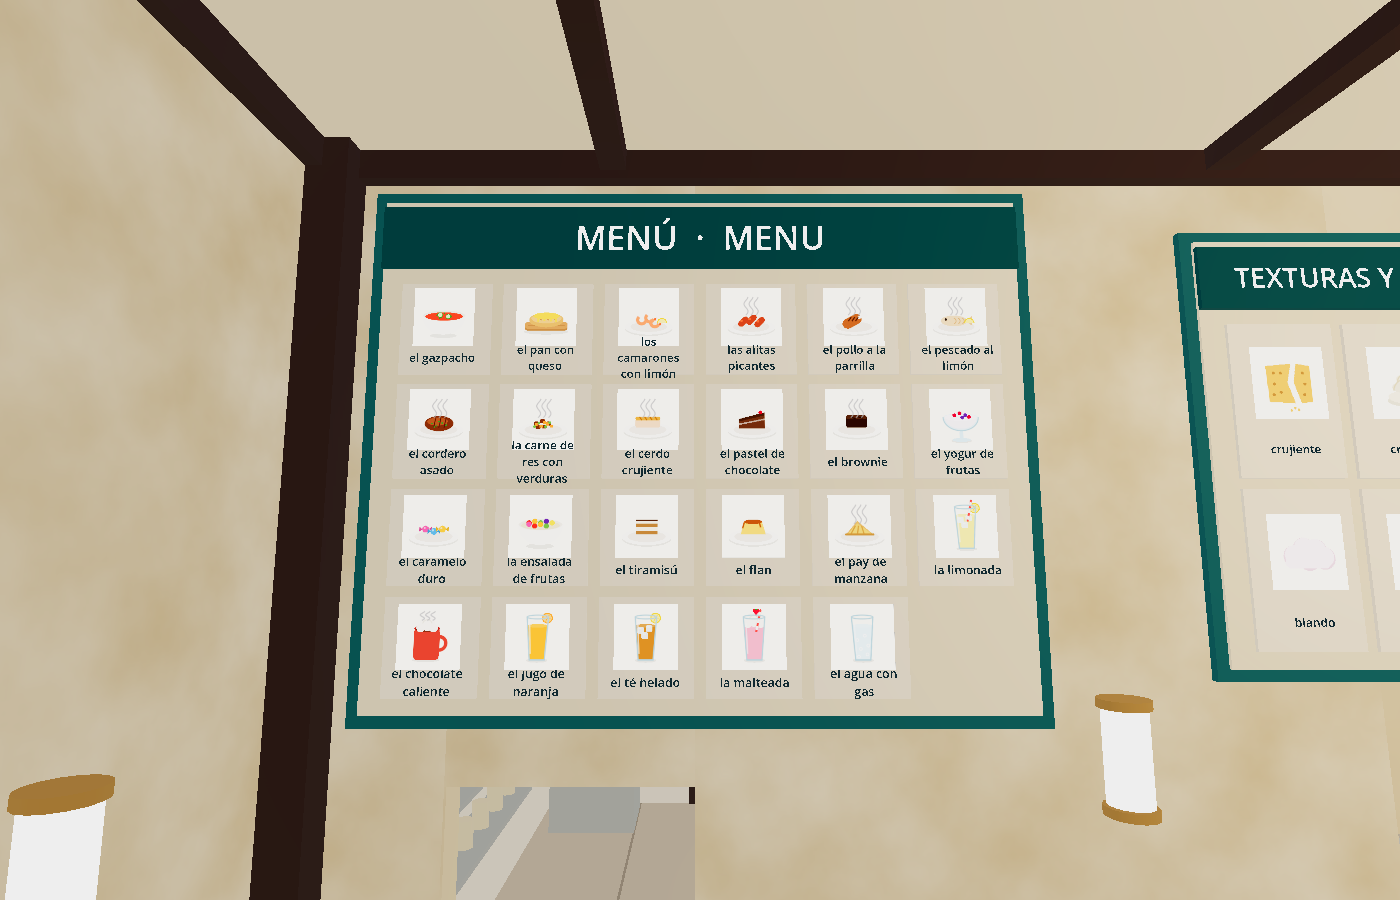 MENÚ · MENU
el gazpacho
el pan con
queso
los
camarones
con limón
las alitas
picantes
el pollo a la
parrilla
el pescado al
limón
el cordero
asado
la carne de
res con
verduras
el cerdo
crujiente
el pastel de
chocolate
el brownie
el yogur de
frutas
el caramelo
duro
la ensalada
de frutas
el tiramisú
el flan
el pay de
manzana
la limonada
el chocolate
caliente
el jugo de
naranja
el té helado
la malteada
el agua con
gas
TEXTURAS Y
crujiente
blando